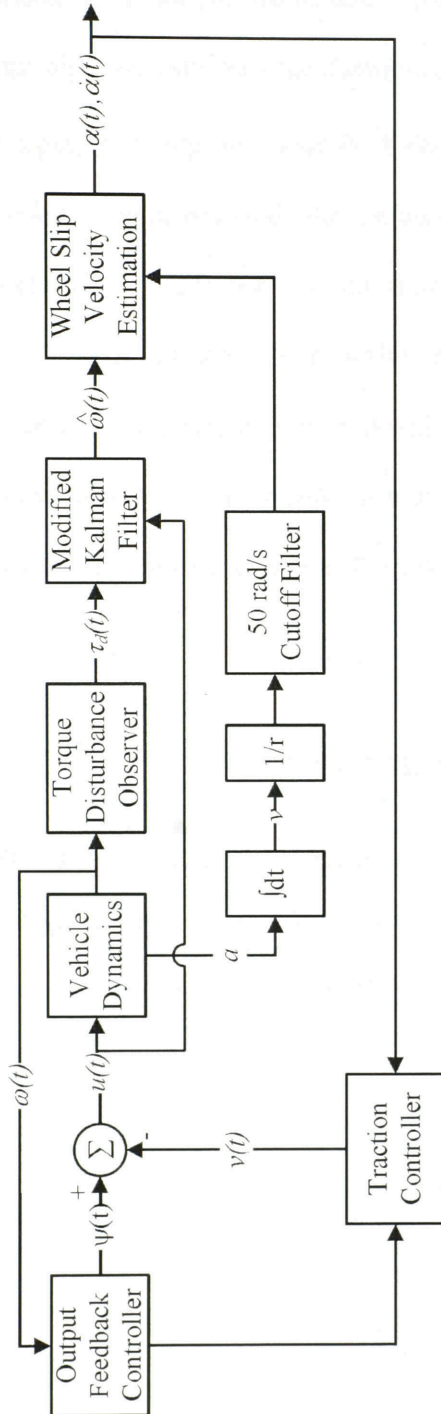 ω(t)
Output
Feedback
Controller
ψ(t)
+
Σ
-
u(t)
Vehicle
Dynamics
Torque
Disturbance
Observer
τd(t)
Modified
Kalman
Filter
ω̂(t)
Wheel Slip
Velocity
Estimation
α(t), α̇(t)
a
∫dt
v
1/r
50 rad/s
Cutoff Filter
v(t)
Traction
Controller